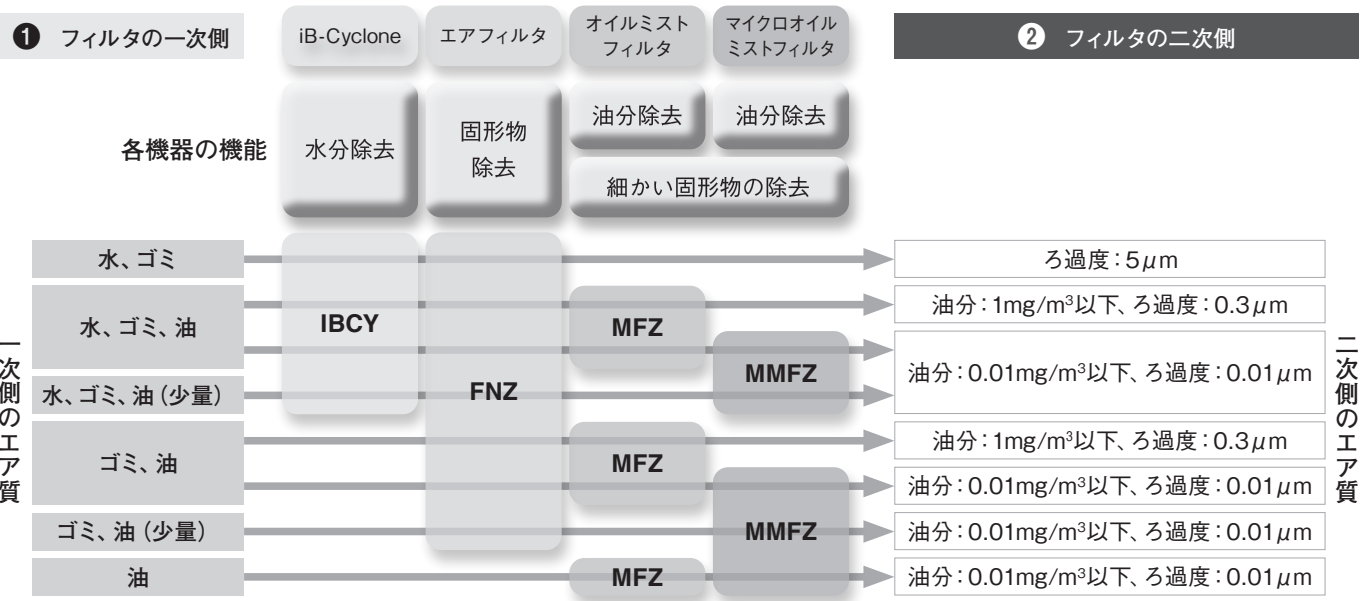 ❶ フィルタの一次側
iB-Cyclone
エアフィルタ
オイルミスト
フィルタ
マイクロオイル
ミストフィルタ
❷ フィルタの二次側
各機器の機能
水分除去
固形物
除去
油分除去
油分除去
細かい固形物の除去
一次側のエア質
水、ゴミ
水、ゴミ、油
水、ゴミ、油（少量）
ゴミ、油
ゴミ、油（少量）
油
IBCY
FNZ
MFZ
MMFZ
MFZ
MMFZ
MFZ
ろ過度：5μm
油分：1mg/m³以下、ろ過度：0.3μm
油分：0.01mg/m³以下、ろ過度：0.01μm
油分：1mg/m³以下、ろ過度：0.3μm
油分：0.01mg/m³以下、ろ過度：0.01μm
油分：0.01mg/m³以下、ろ過度：0.01μm
油分：0.01mg/m³以下、ろ過度：0.01μm
二次側のエア質